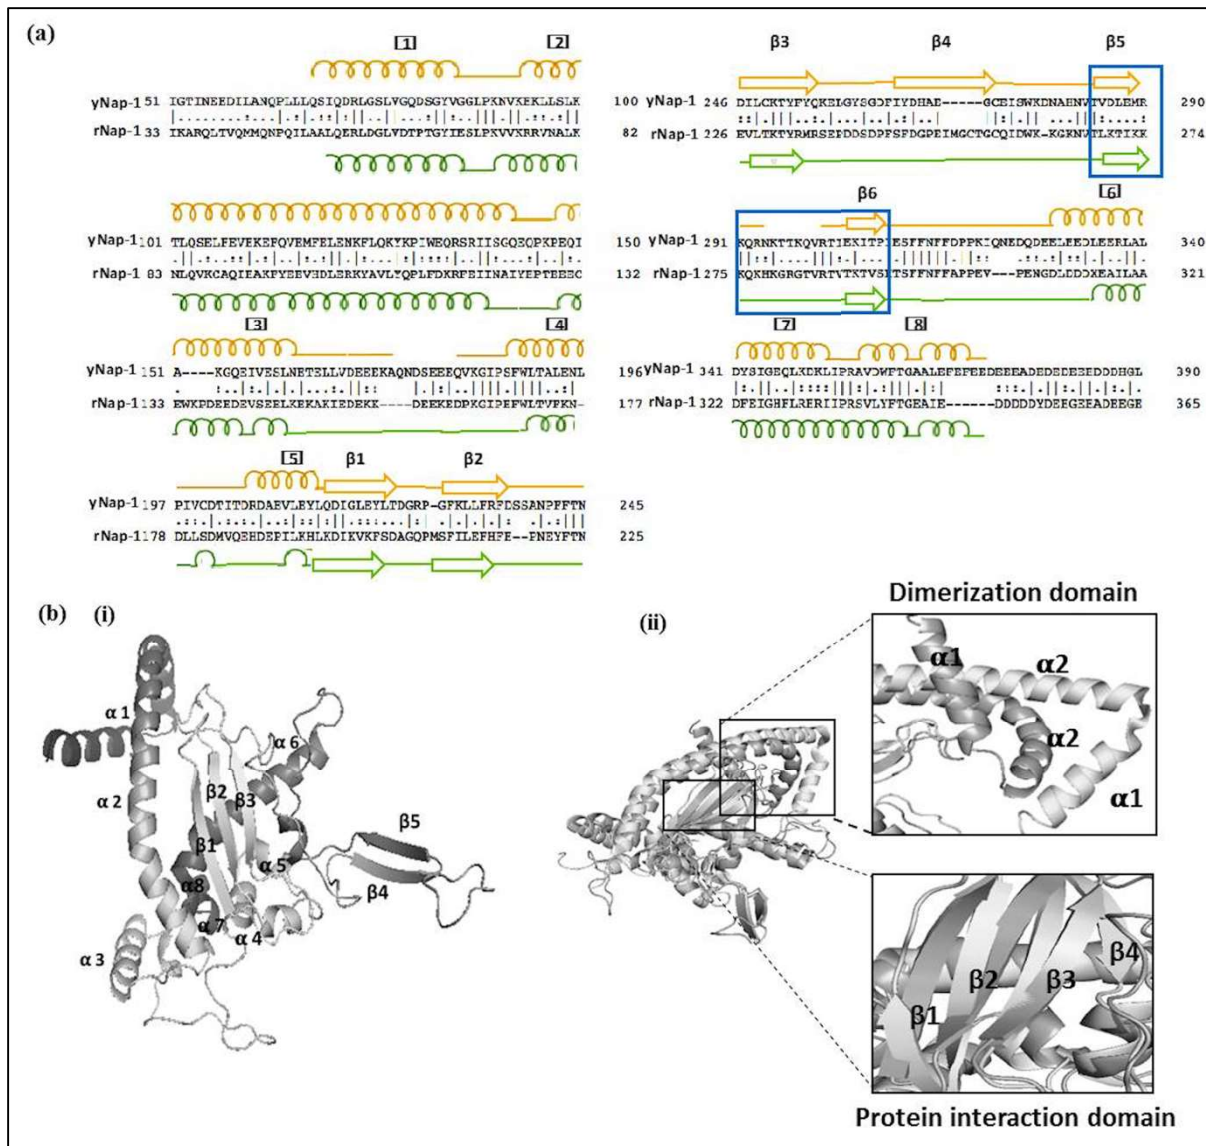 (a)
[1] [2]
yNap-1 51 IGTINEEDILANQPLLLQSIQDRLGSLVGQDSGYVGGLPKNVKEKLLSLK 100
rNap-1 33 IKARQLTVQMMQNPQILAALQERLDGLVDTPTGYIESLPKVVKRRVNALK 82
yNap-1 101 TLQSELFEVEKEFQVEMFELENKFLQKYKPIWEQRSRIISGQEQPKPEQI 150
rNap-1 83 NLQVKCAQIEAKFYEEVHDLERKYAVLYQPLFDKRFEIINAIYEPTEEEC 132
[3] [4]
yNap-1 151 A----KGQEIVESLNETELLVDEEEKAQNDSEEEQVKGIPSFWLTALENL 196
rNap-1 133 EWKPDEEDEVSEELKEKAKIEDEKK----DEEKEDPKGIPEFWLTVFKN- 177
[5] β1 β2
yNap-1 197 PIVCDTITDRDAEVLEYLQDIGLEYLTDGRP-GFKLLFRFDSSANPFFTN 245
rNap-1 178 DLLSDMVQEHDEPILKHLKDIKVKFSDAGQPMSFILEFHFE--PNEYFTN 225
β3 β4 β5
yNap-1 246 DILCKTYFYQKELGYSGDFIYDHAE-----GCEISWKDNAENVTVDLEMR 290
rNap-1 226 EVLTKTYRMRSEPDDSDPFSFDGPEIMGCTGCQIDWK-KGKNVTLKTIKK 274
β6 [6]
yNap-1 291 KQRNKTTKQVRTIEKITPIESFFNFFDPPKIQNEDQDEELEEDLEERLAL 340
rNap-1 275 KQKHKGRGTVRTVTKTVSETSFFNFFAPPEV---PENGDLDDDXEAILAA 321
[7] [8]
yNap-1 341 DYSIGEQLKDKLIPRAVDWFTGAALEFEFEEDEEEADEDEDEEEDDDHGL 390
rNap-1 322 DFEIGHFLRERIIPRSVLYFTGEAIE------DDDDDYDEEGEEADEEGE 365
(b) (i)
α 1
α 2
α 3
β1
β2
β3
α 6
α 5
α8
α 7
α 4
β5
β4
(ii)
Dimerization domain
α1
α2
α2
α1
β1
β2
β3
β4
Protein interaction domain